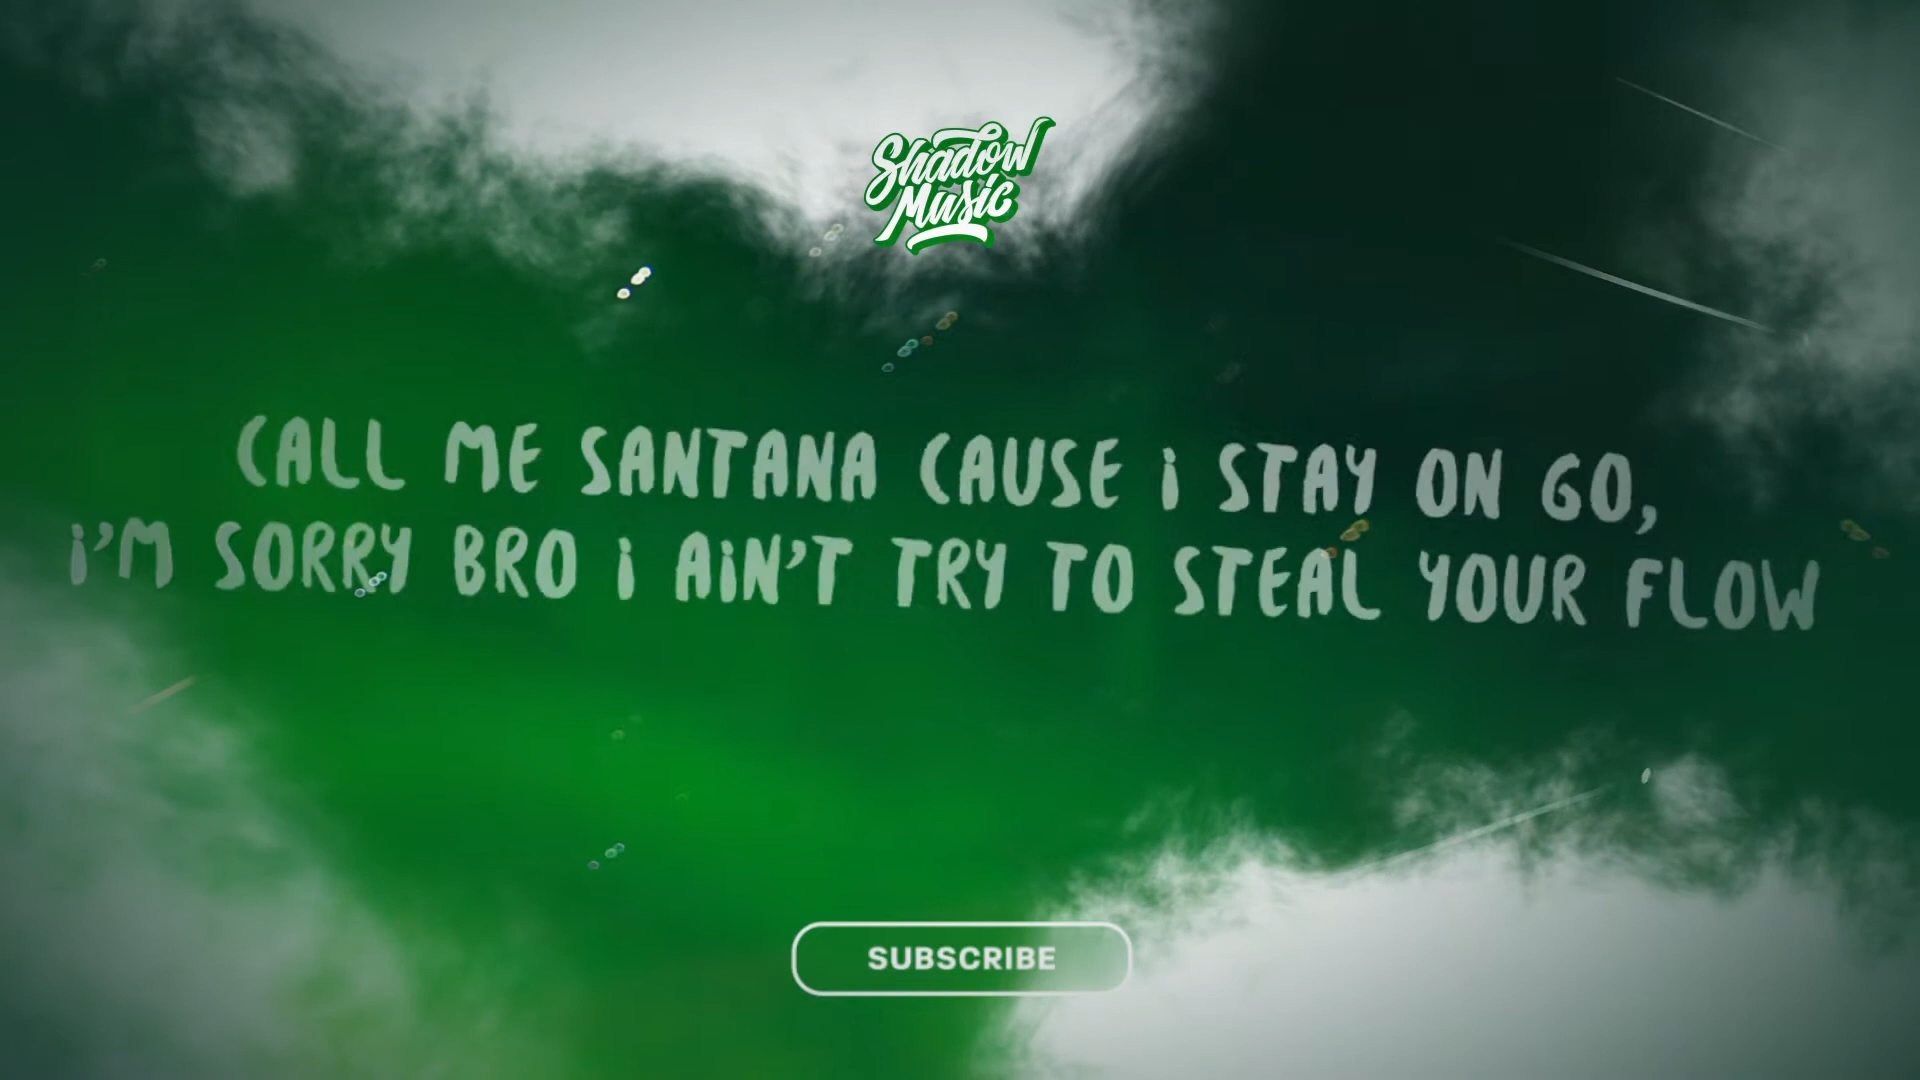 Shadow
Music
CALL ME SANTANA CAUSE i STAY ON GO,
i'M SORRY BRO i AiN'T TRY TO STEAL YOUR FLOW
SUBSCRIBE